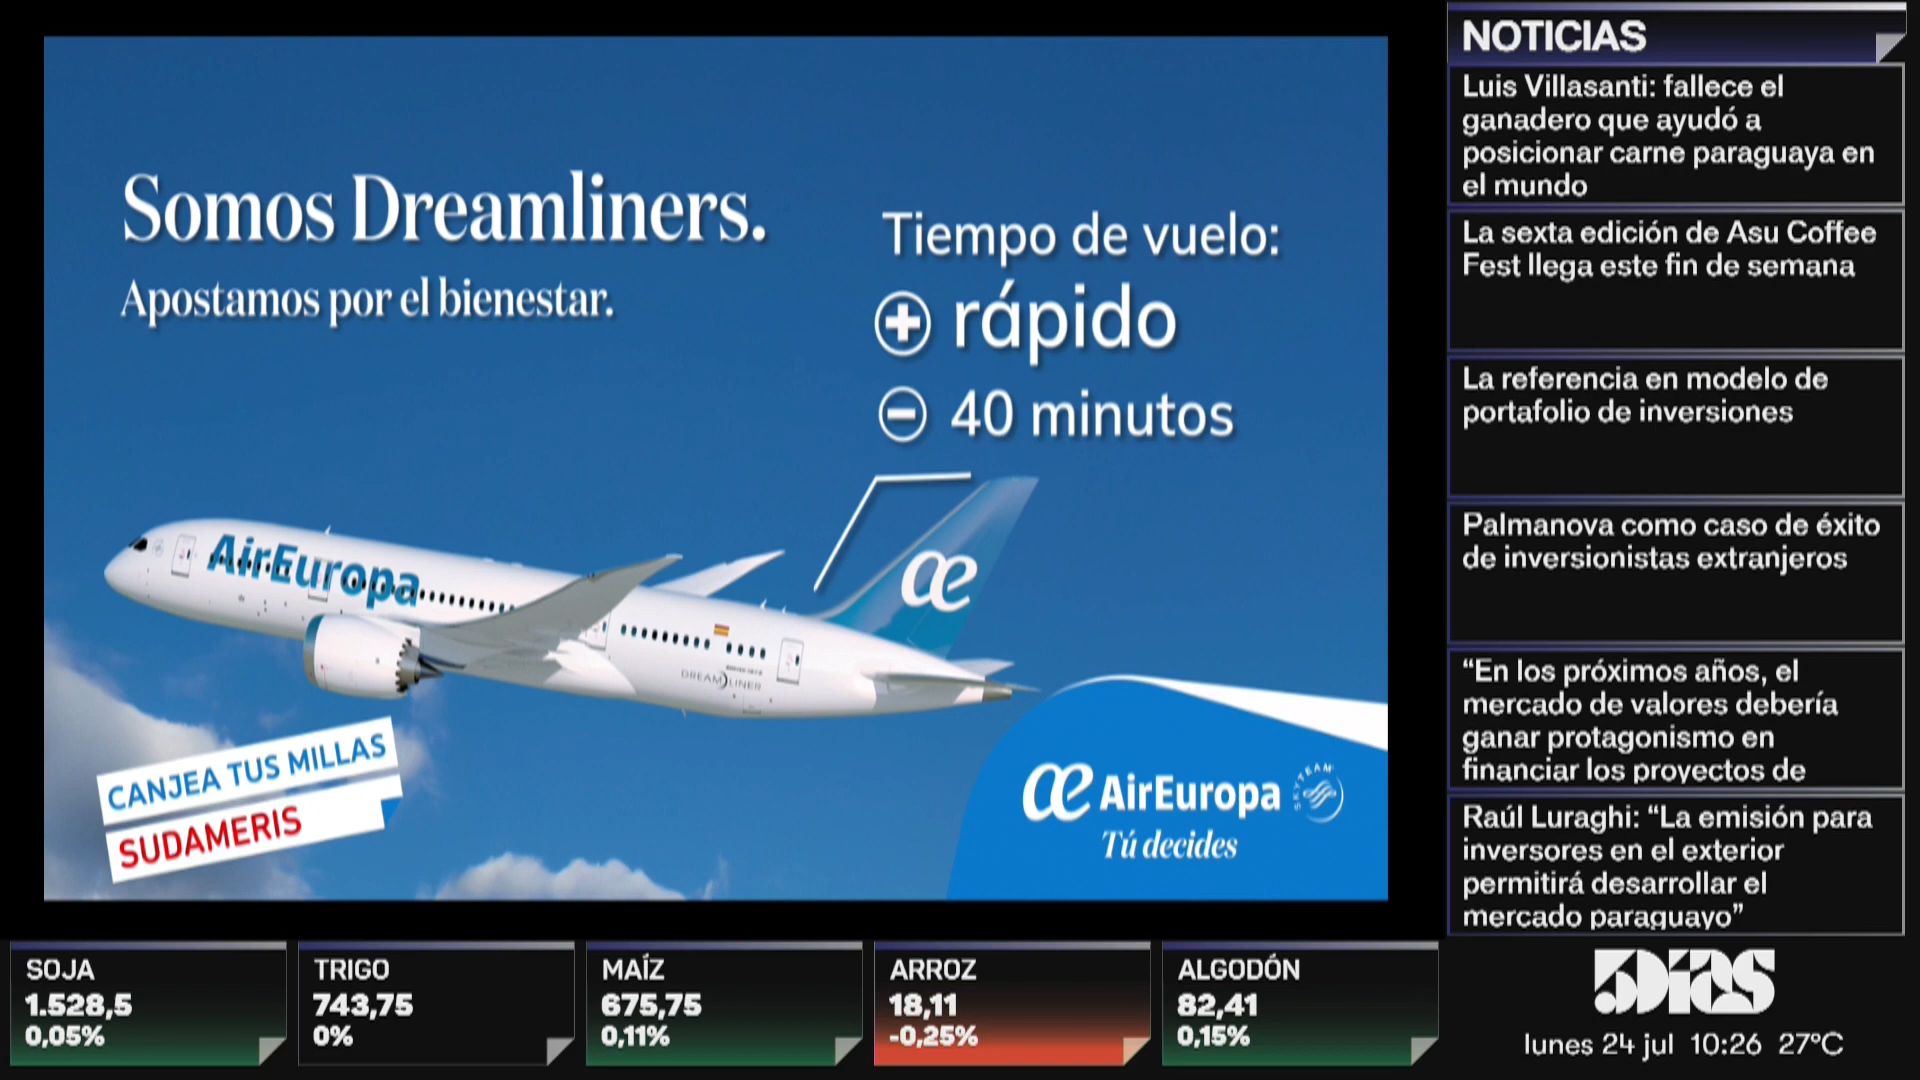 Somos Dreamliners.
Apostamos por el bienestar.
Tiempo de vuelo:
+ rápido
− 40 minutos
AirEuropa
æ
DREAMLINER
CANJEA TUS MILLAS
SUDAMERIS
æ AirEuropa
SKYTEAM
Tú decides
NOTICIAS
Luis Villasanti: fallece el
ganadero que ayudó a
posicionar carne paraguaya en
el mundo
La sexta edición de Asu Coffee
Fest llega este fin de semana
La referencia en modelo de
portafolio de inversiones
Palmanova como caso de éxito
de inversionistas extranjeros
“En los próximos años, el
mercado de valores debería
ganar protagonismo en
financiar los proyectos de
Raúl Luraghi: “La emisión para
inversores en el exterior
permitirá desarrollar el
mercado paraguayo”
SOJA
1.528,5
0,05%
TRIGO
743,75
0%
MAÍZ
675,75
0,11%
ARROZ
18,11
-0,25%
ALGODÓN
82,41
0,15%
5Días
lunes 24 jul 10:26 27°C